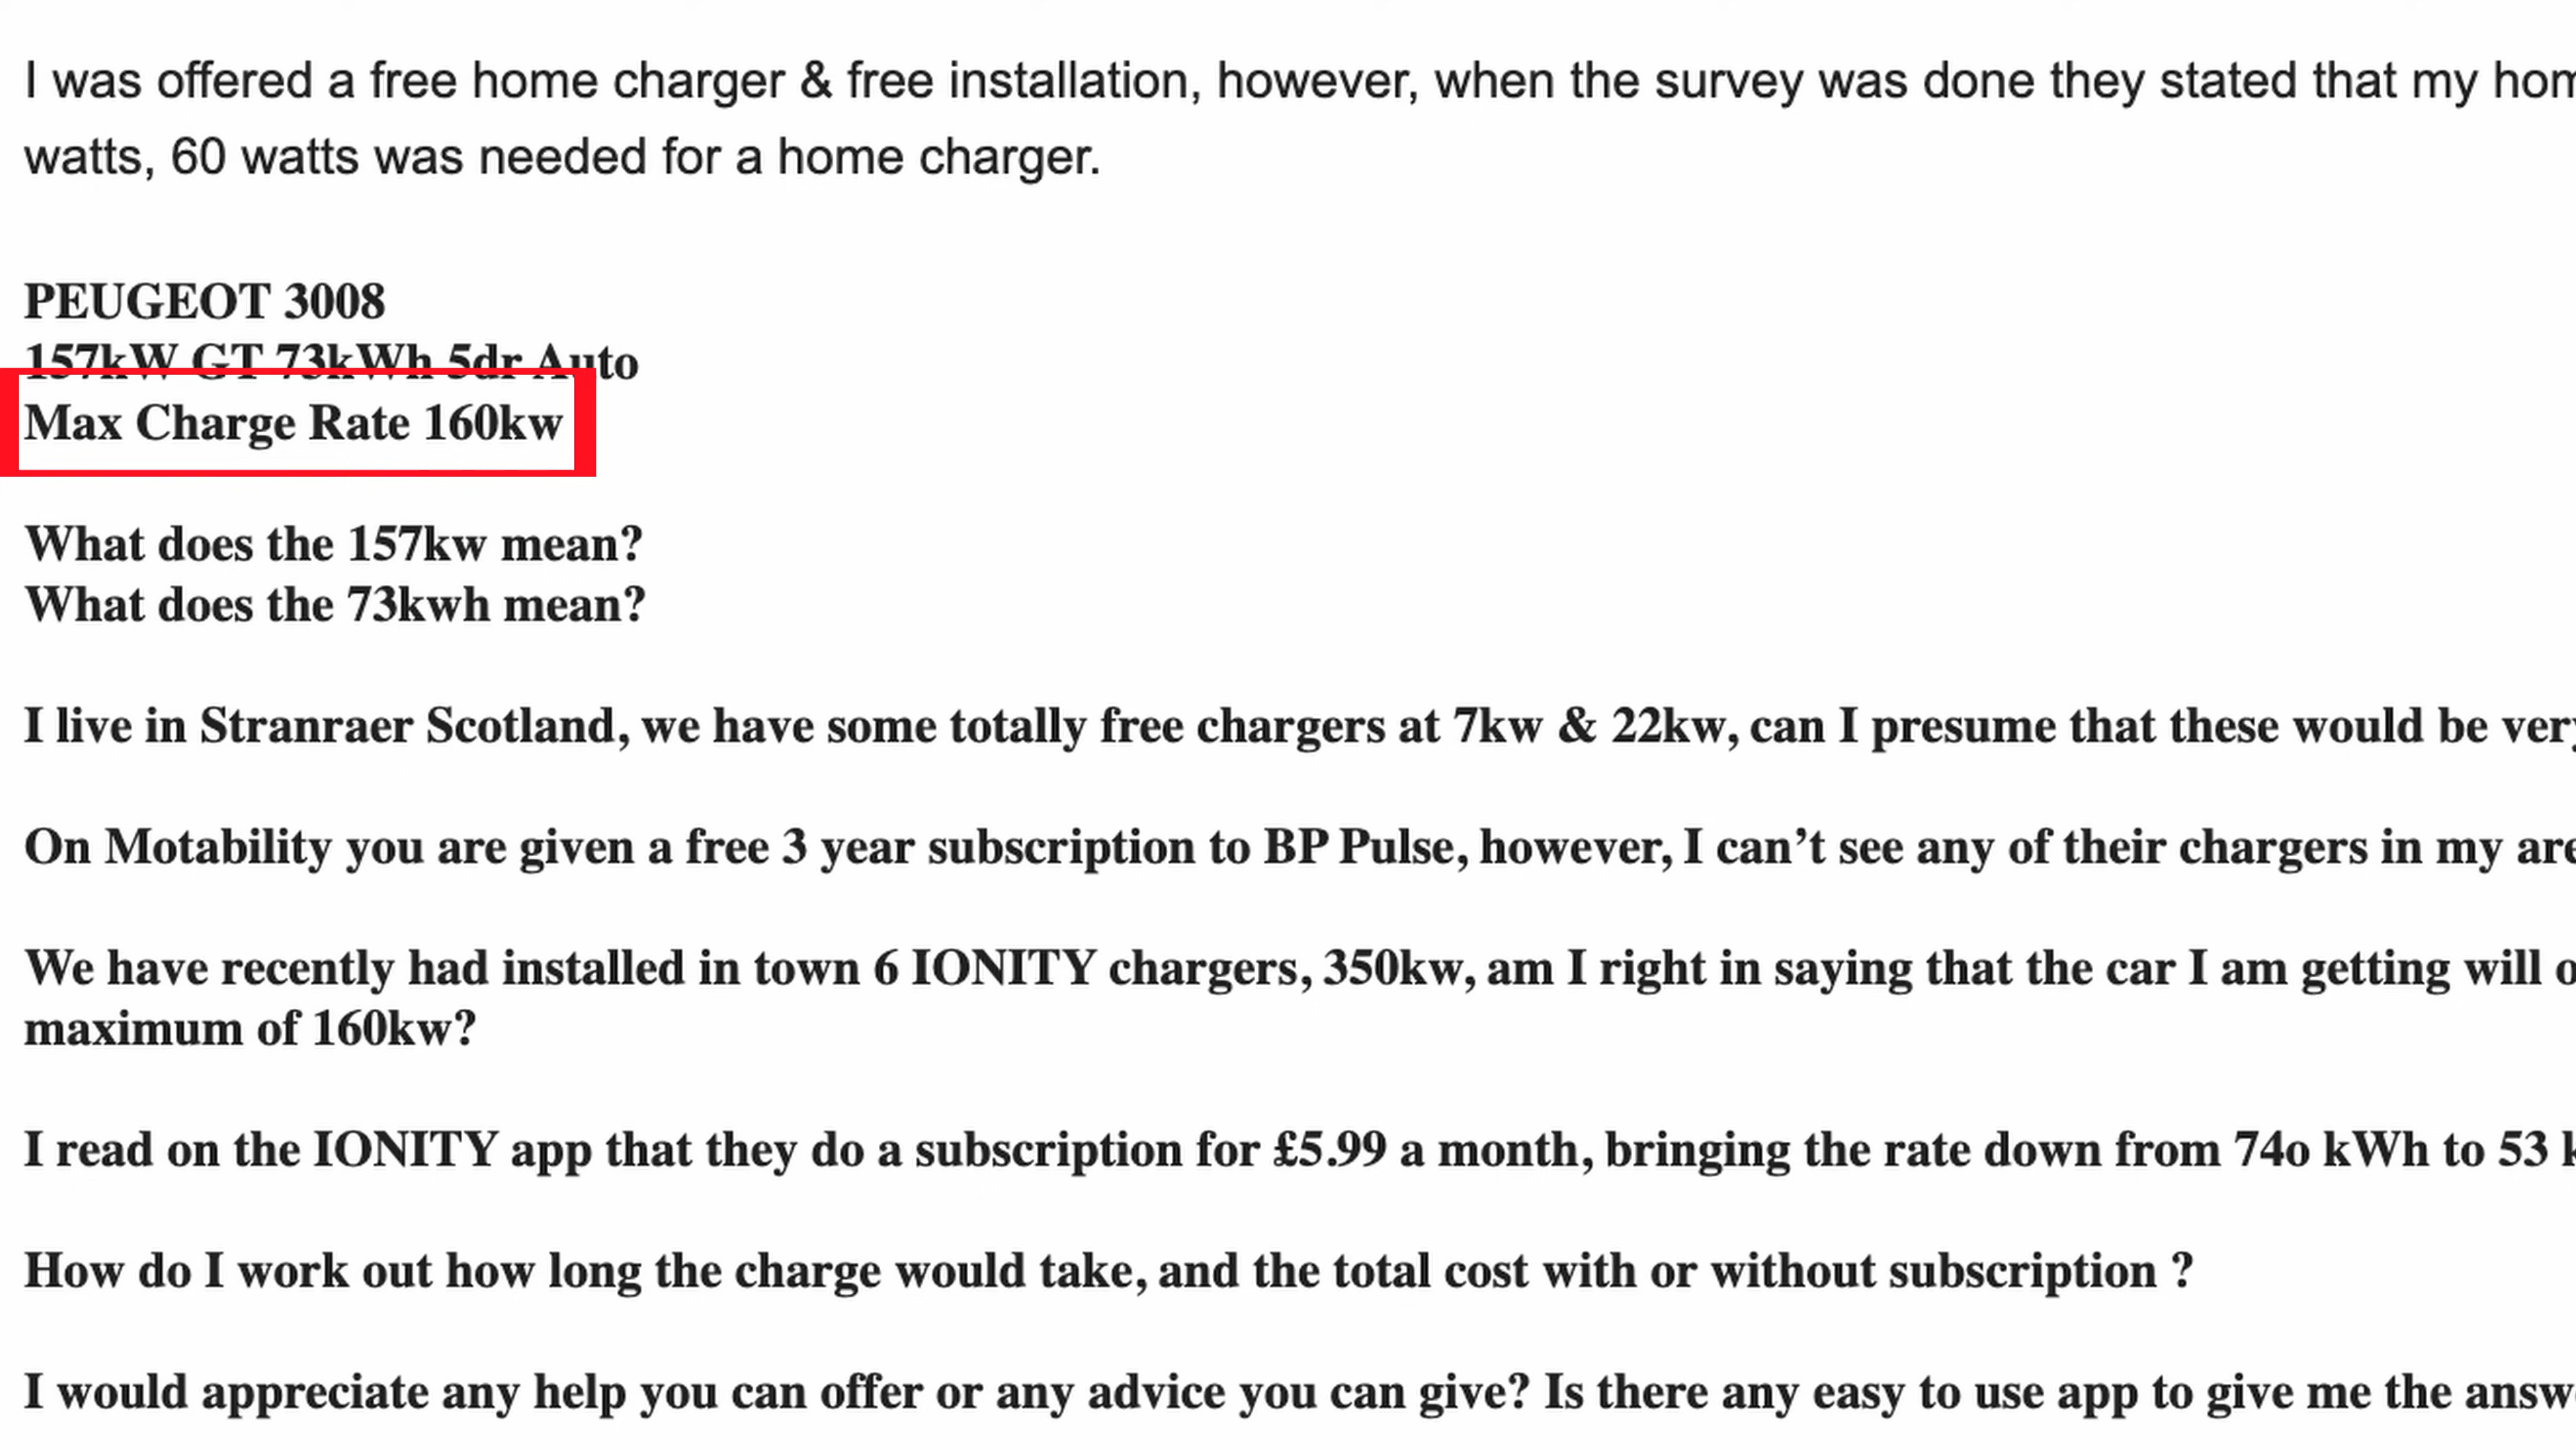 I was offered a free home charger & free installation, however, when the survey was done they stated that my
watts, 60 watts was needed for a home charger.
PEUGEOT 3008
157kW GT 73kWh 5dr Auto
Max Charge Rate 160kw
What does the 157kw mean?
What does the 73kwh mean?
I live in Stranraer Scotland, we have some totally free chargers at 7kw & 22kw, can I presume that these would be
On Motability you are given a free 3 year subscription to BP Pulse, however, I can’t see any of their chargers in my
We have recently had installed in town 6 IONITY chargers, 350kw, am I right in saying that the car I am getting will
maximum of 160kw?
I read on the IONITY app that they do a subscription for £5.99 a month, bringing the rate down from 74o kWh to 53
How do I work out how long the charge would take, and the total cost with or without subscription ?
I would appreciate any help you can offer or any advice you can give? Is there any easy to use app to give me the